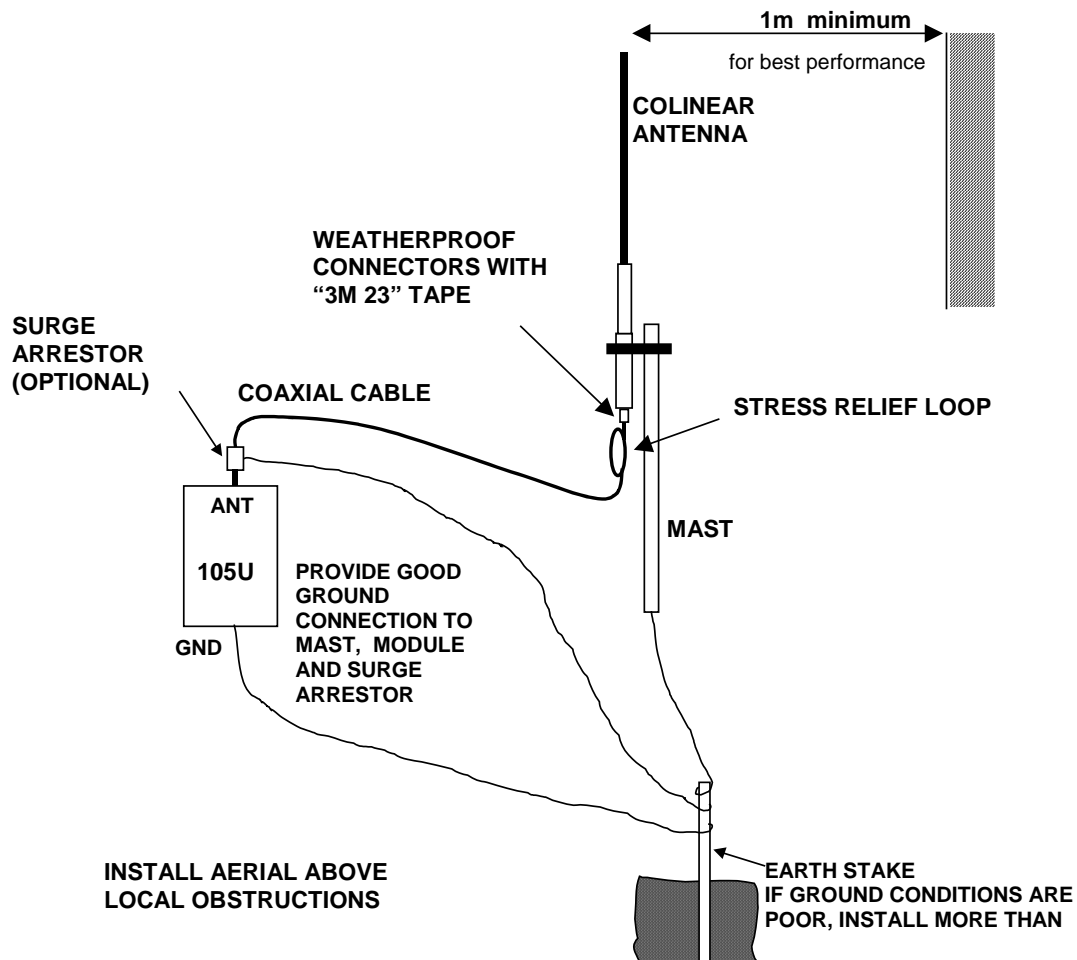 1m minimum
for best performance
COLINEAR
ANTENNA
WEATHERPROOF
CONNECTORS WITH
“3M 23” TAPE
SURGE
ARRESTOR
(OPTIONAL)
COAXIAL CABLE
STRESS RELIEF LOOP
ANT
MAST
105U
PROVIDE GOOD
GROUND
CONNECTION TO
MAST, MODULE
AND SURGE
ARRESTOR
GND
INSTALL AERIAL ABOVE
LOCAL OBSTRUCTIONS
EARTH STAKE
IF GROUND CONDITIONS ARE
POOR, INSTALL MORE THAN